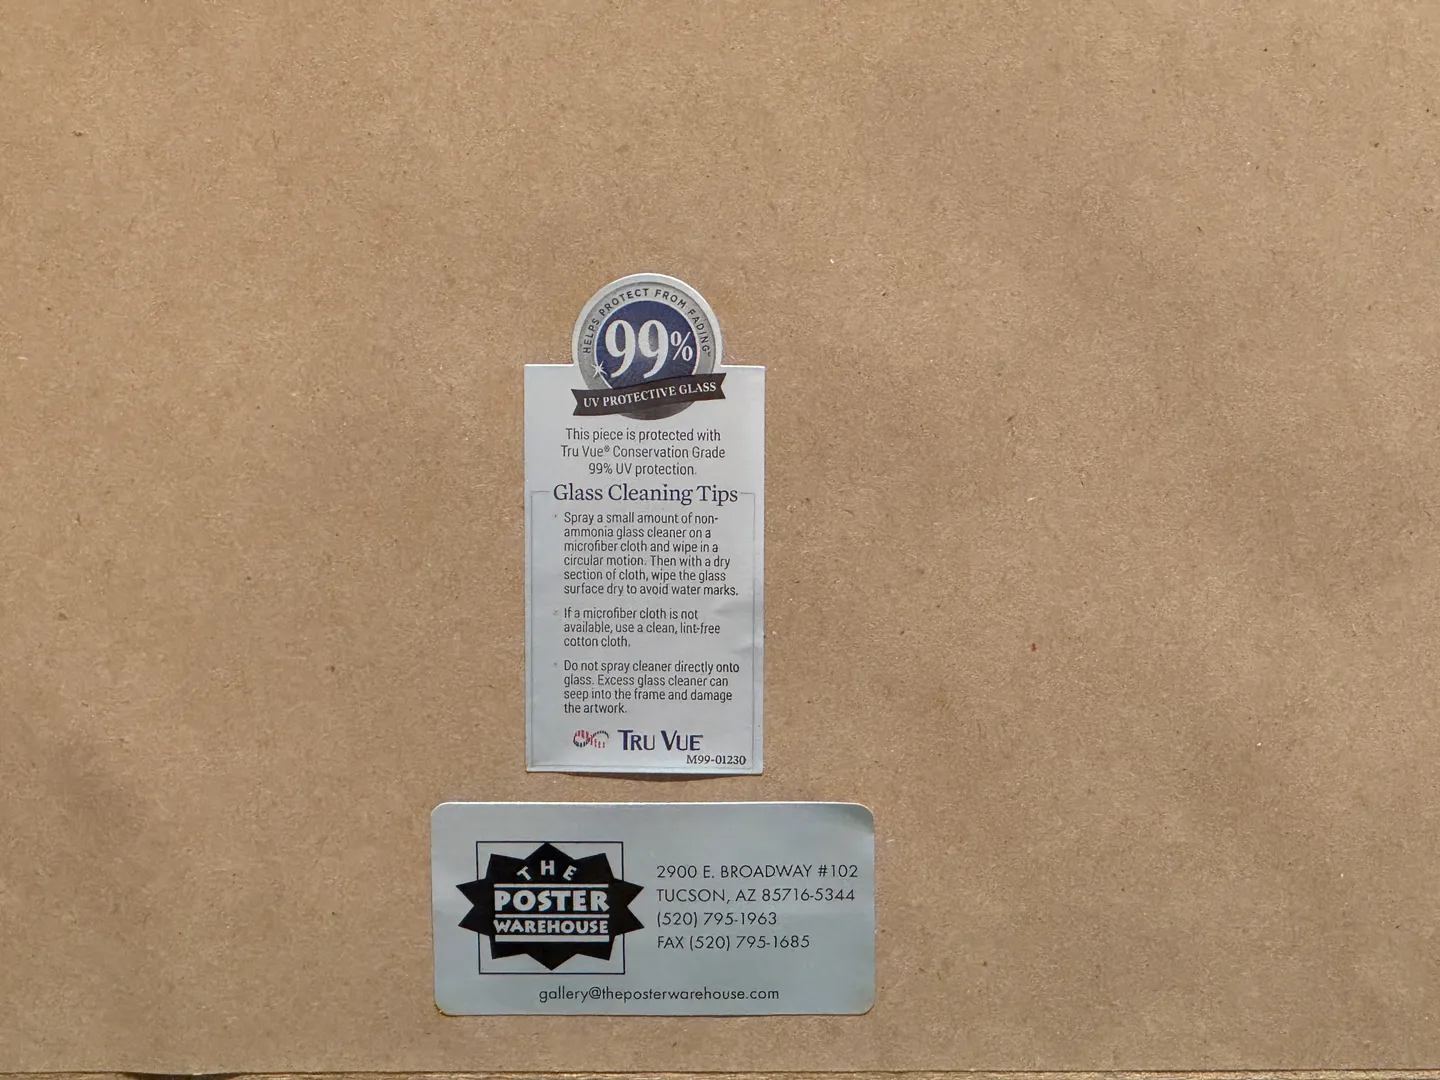 HELPS PROTECT FROM FADING™
99%
UV PROTECTIVE GLASS
This piece is protected with
Tru Vue® Conservation Grade
99% UV protection.
Glass Cleaning Tips
• Spray a small amount of non-
ammonia glass cleaner on a
microfiber cloth and wipe in a
circular motion. Then with a dry
section of cloth, wipe the glass
surface dry to avoid water marks.
• If a microfiber cloth is not
available, use a clean, lint-free
cotton cloth.
• Do not spray cleaner directly onto
glass. Excess glass cleaner can
seep into the frame and damage
the artwork.
TRU VUE®
M99-01230
THE
POSTER
WAREHOUSE
2900 E. BROADWAY #102
TUCSON, AZ 85716-5344
(520) 795-1963
FAX (520) 795-1685
gallery@theposterwarehouse.com